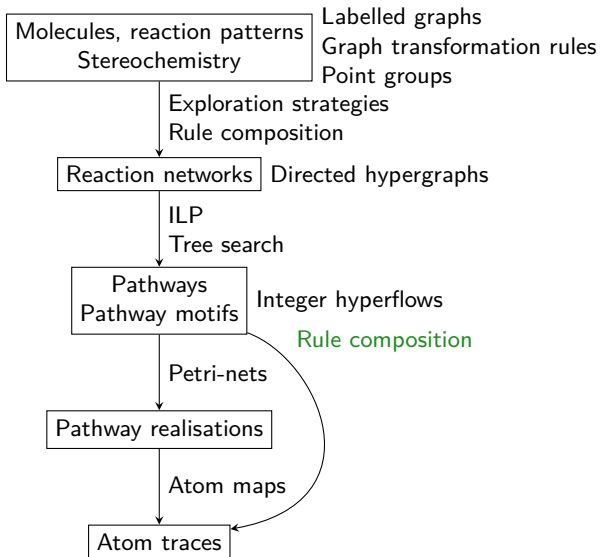 Molecules, reaction patterns
Stereochemistry
Labelled graphs
Graph transformation rules
Point groups
Exploration strategies
Rule composition
Reaction networks
Directed hypergraphs
ILP
Tree search
Pathways
Pathway motifs
Integer hyperflows
Rule composition
Petri-nets
Pathway realisations
Atom maps
Atom traces